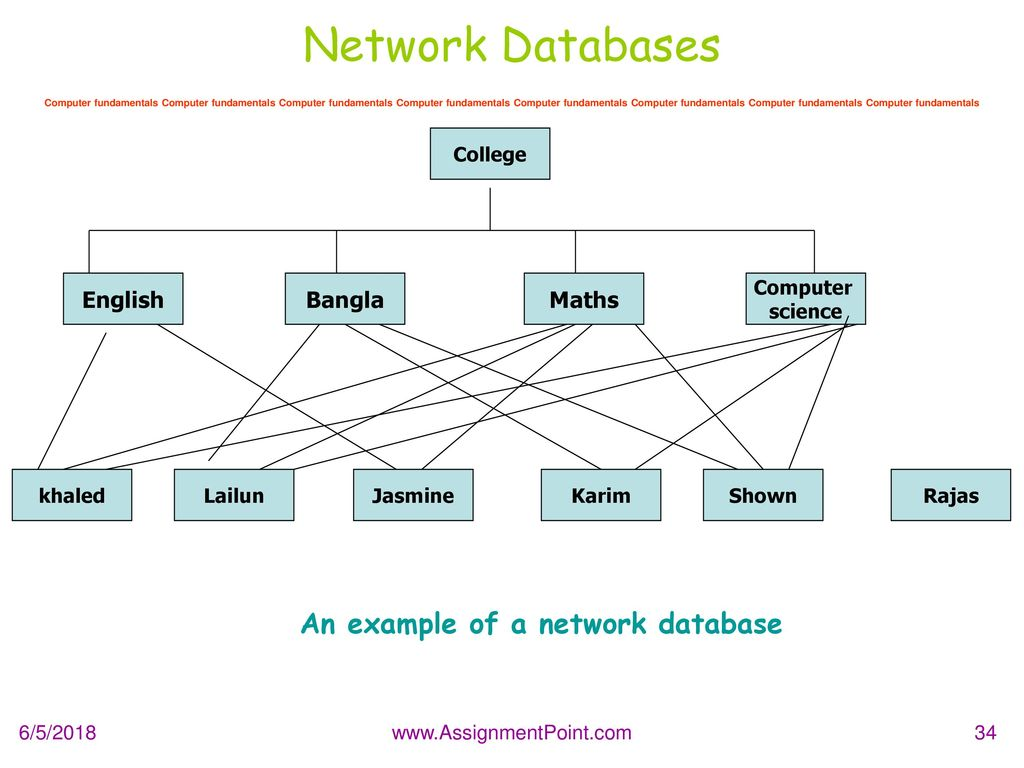 Network Databases
Computer fundamentals Computer fundamentals Computer fundamentals Computer fundamentals Computer fundamentals Computer fundamentals Computer fundamentals Computer fundamentals
College
English
Bangla
Maths
Computer
science
khaled
Lailun
Jasmine
Karim
Shown
Rajas
An example of a network database
6/5/2018
www.AssignmentPoint.com
34